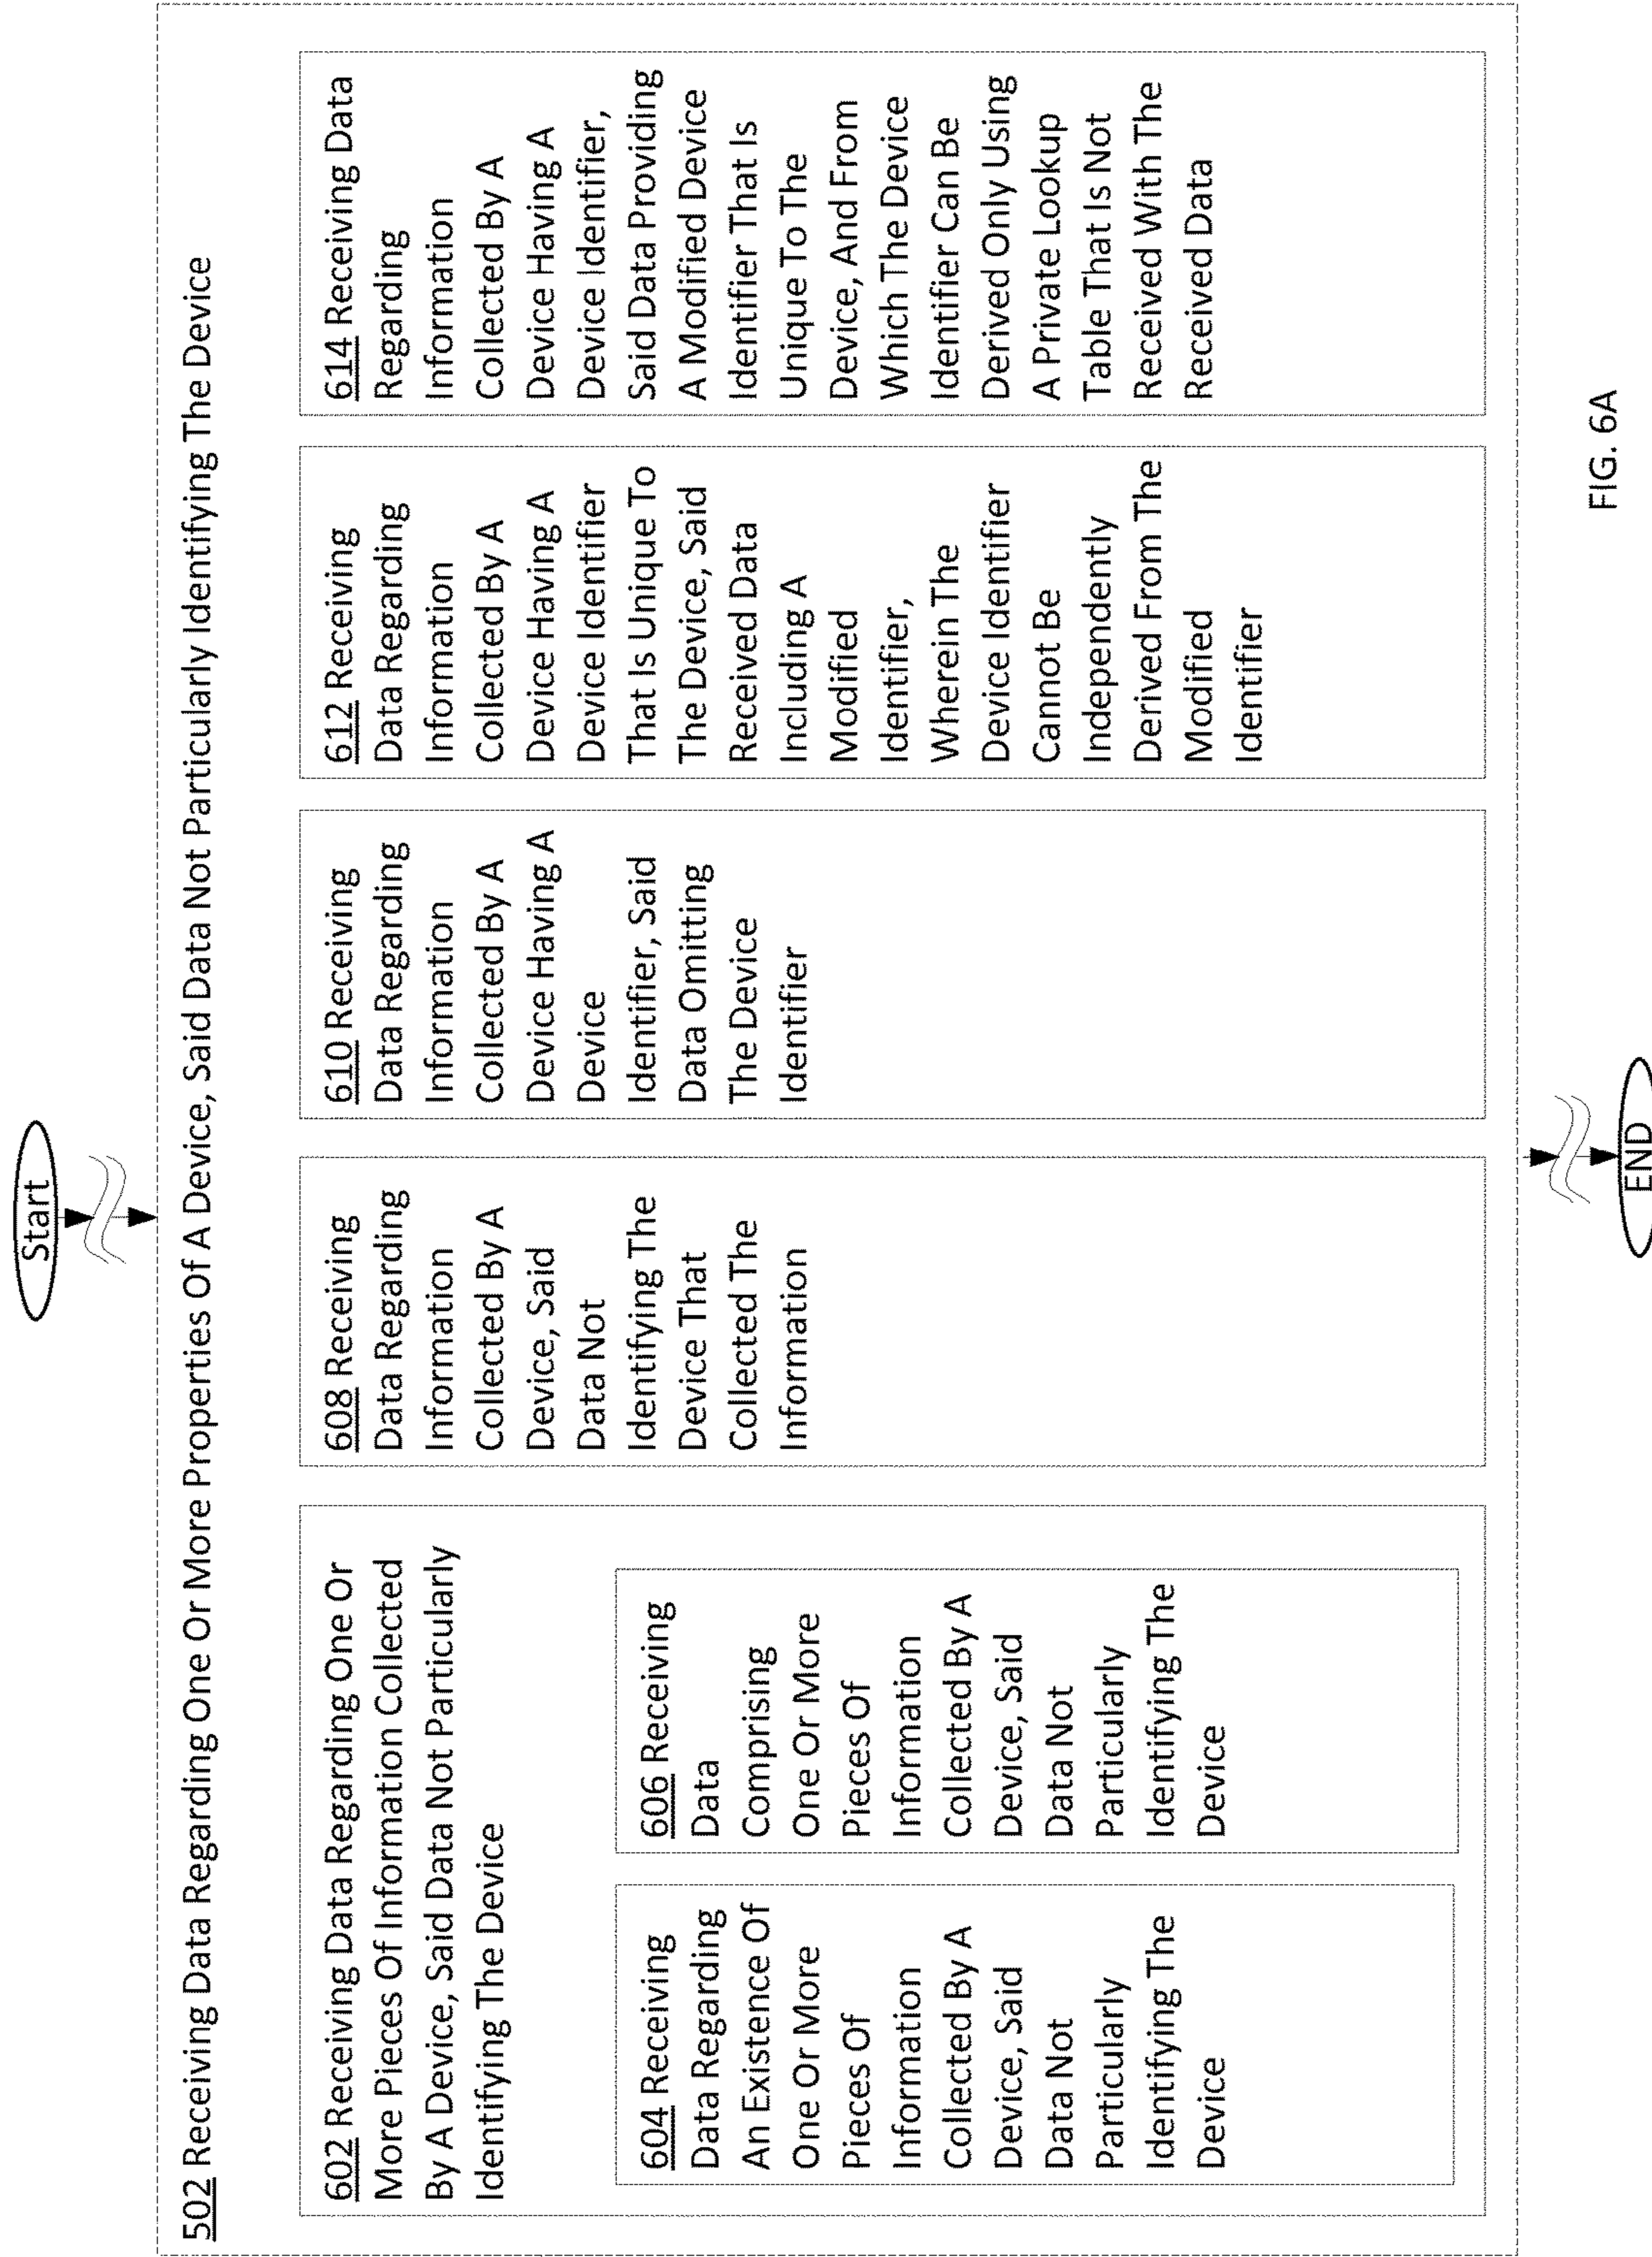 Start
502 Receiving Data Regarding One Or More Properties Of A Device, Said Data Not Particularly Identifying The Device
602 Receiving Data Regarding One Or
More Pieces Of Information Collected
By A Device, Said Data Not Particularly
Identifying The Device
604 Receiving
Data Regarding
An Existence Of
One Or More
Pieces Of
Information
Collected By A
Device, Said
Data Not
Particularly
Identifying The
Device
606 Receiving
Data
Comprising
One Or More
Pieces Of
Information
Collected By A
Device, Said
Data Not
Particularly
Identifying The
Device
608 Receiving
Data Regarding
Information
Collected By A
Device, Said
Data Not
Identifying The
Device That
Collected The
Information
610 Receiving
Data Regarding
Information
Collected By A
Device Having A
Device
Identifier, Said
Data Omitting
The Device
Identifier
612 Receiving
Data Regarding
Information
Collected By A
Device Having A
Device Identifier
That Is Unique To
The Device, Said
Received Data
Including A
Modified
Identifier,
Wherein The
Device Identifier
Cannot Be
Independently
Derived From The
Modified
Identifier
614 Receiving Data
Regarding
Information
Collected By A
Device Having A
Device Identifier,
Said Data Providing
A Modified Device
Identifier That Is
Unique To The
Device, And From
Which The Device
Identifier Can Be
Derived Only Using
A Private Lookup
Table That Is Not
Received With The
Received Data
END
FIG. 6A